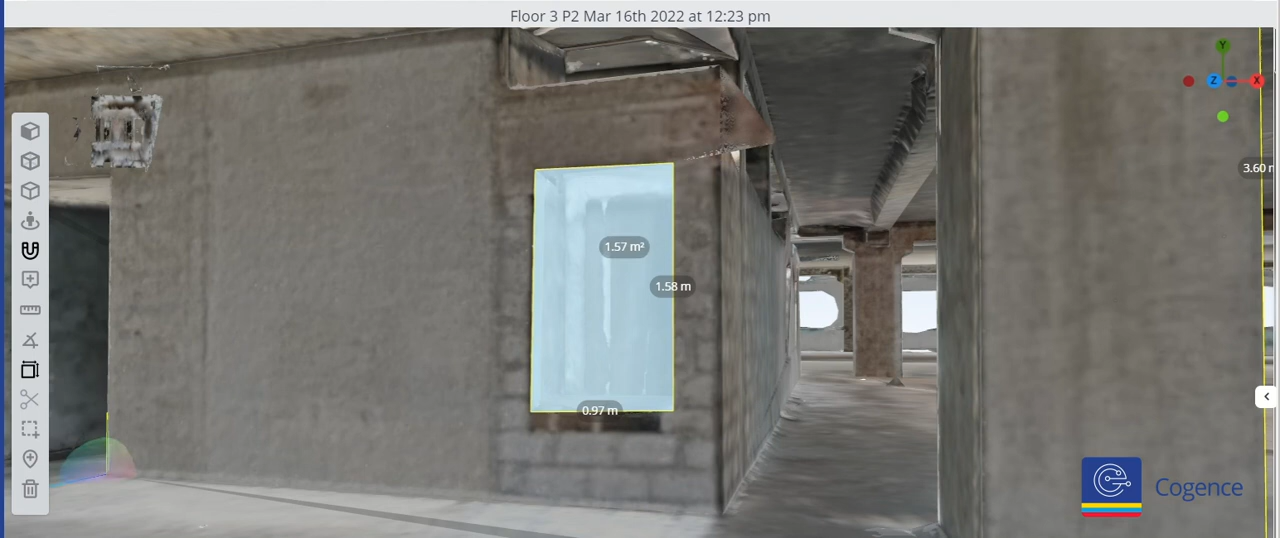 Floor 3 P2 Mar 16th 2022 at 12:23 pm
Y
Z
X
3.60
1.57 m²
1.58 m
0.97 m
Cogence